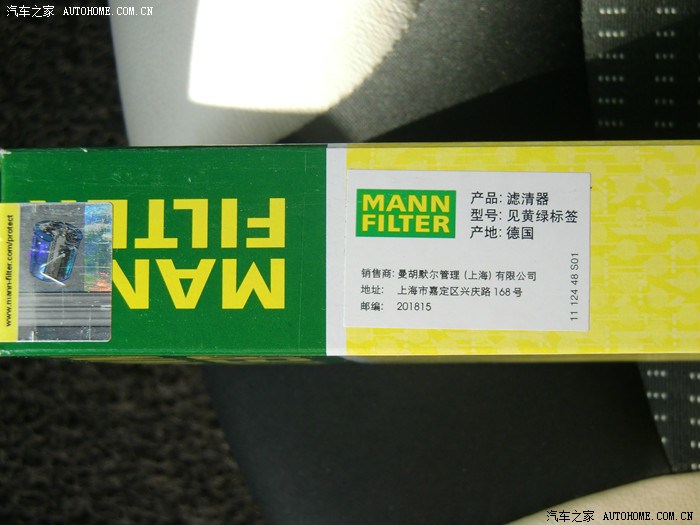 汽车之家 AUTOHOME.COM.CN
MANN
FILTER
www.mann-filter.com/protect
MANN
FILTER
产品: 滤清器
型号: 见黄绿标签
产地: 德国
销售商: 曼胡默尔管理 (上海) 有限公司
地址: 上海市嘉定区兴庆路 168 号
邮编: 201815
11 124 48 S01
汽车之家 AUTOHOME.COM.CN